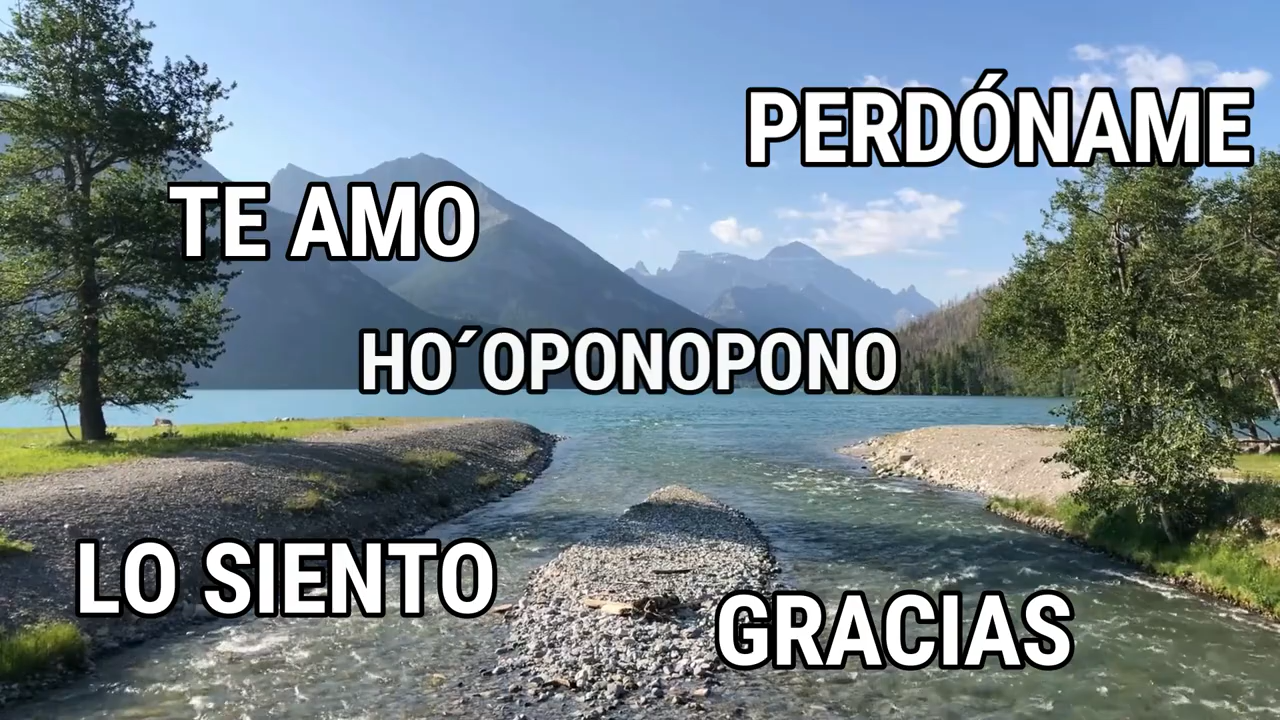 PERDÓNAME
TE AMO
HO´OPONOPONO
LO SIENTO
GRACIAS